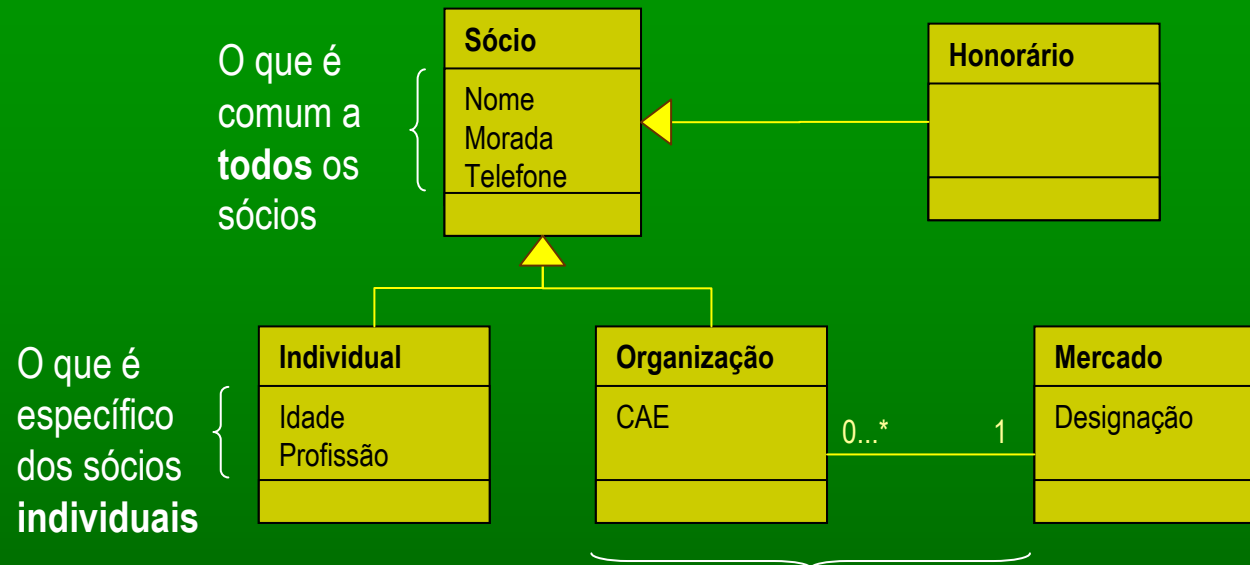 O que é
comum a
todos os
sócios
Sócio
Nome
Morada
Telefone
Honorário
O que é
específico
dos sócios
individuais
Individual
Idade
Profissão
Organização
CAE
0...*
1
Mercado
Designação